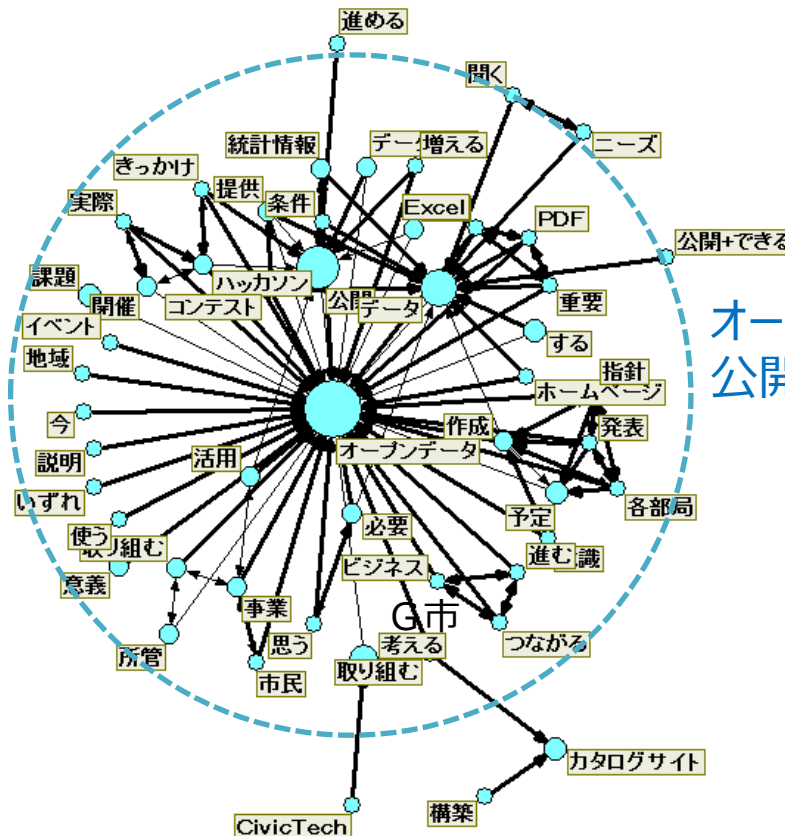 進める
聞く
ニーズ
統計情報
デー
増える
きっかけ
提供
条件
Excel
PDF
実際
公開+できる
課題
開催
ハッカソン
コンテスト
公開
データ
重要
オー
公開
イベント
する
地域
指針
ホームページ
今
作成
発表
説明
活用
オープンデータ
いずれ
各部局
使う
必要
予定
取り組む
進む
識
意義
ビジネス
事業
G市
所管
思う
考える
つながる
市民
取り組む
カタログサイト
構築
CivicTech